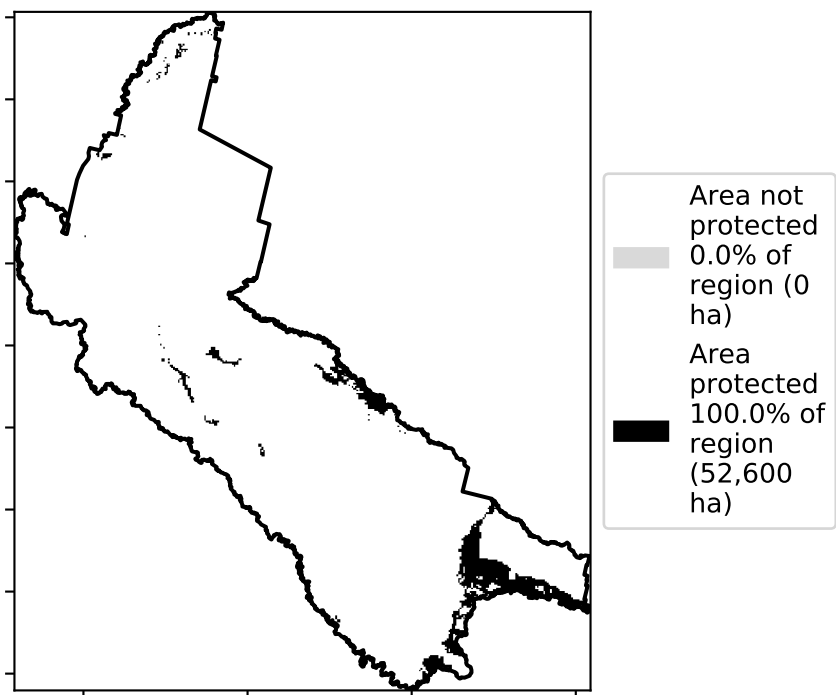 Area not
protected
0.0% of
region (0
ha)
Area
protected
100.0% of
region
(52,600
ha)